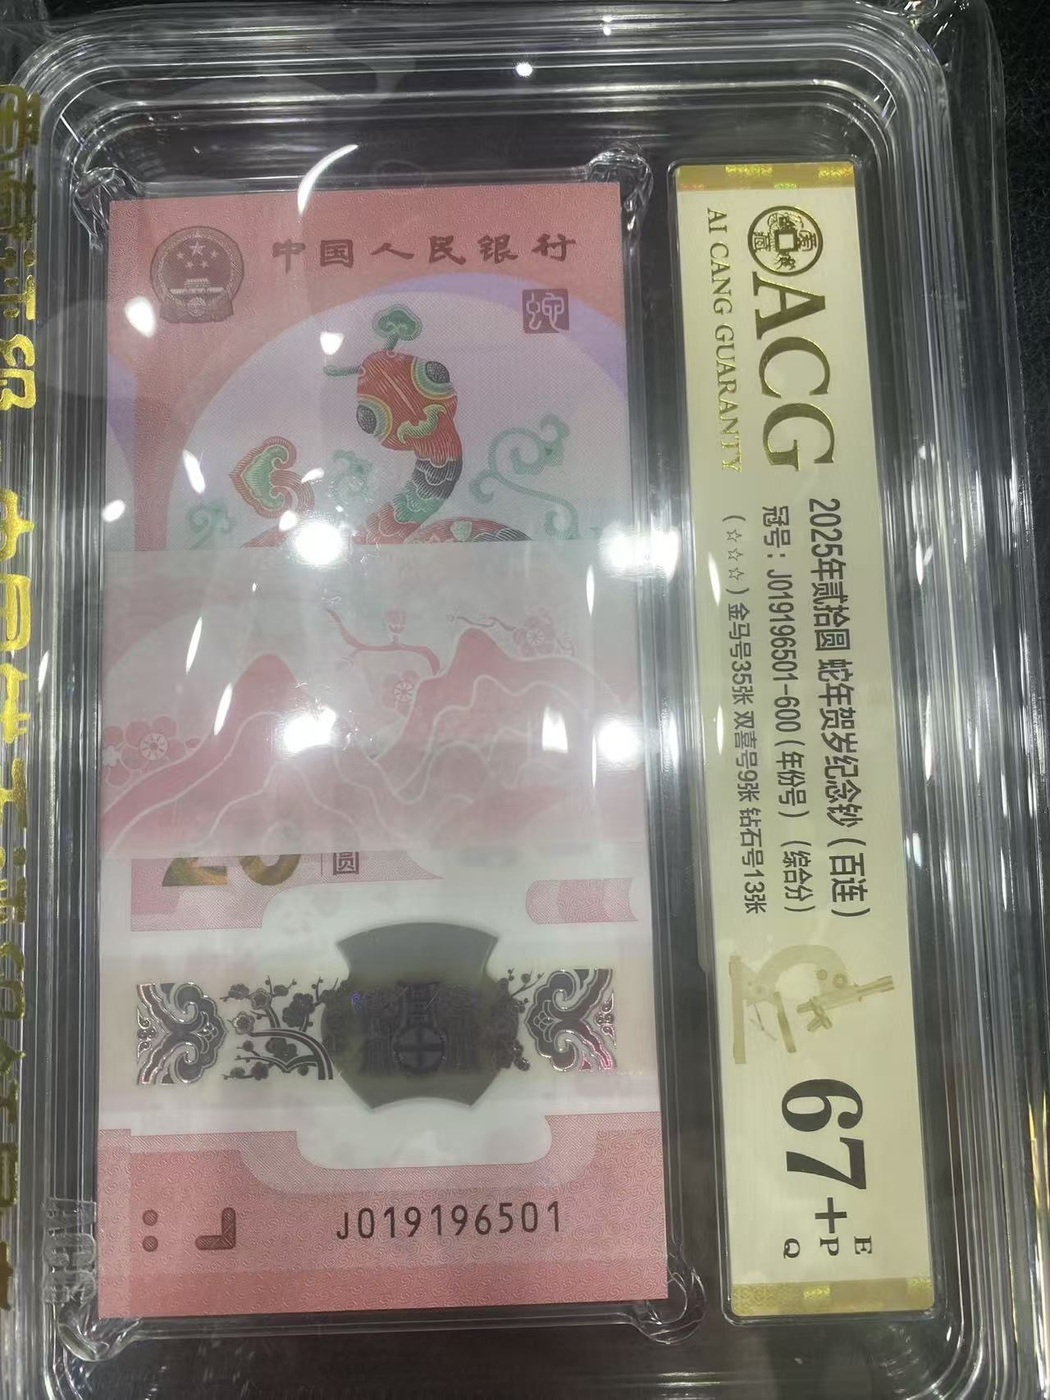 中国人民银行
蛇
20
圆
J019196501
ACG
AI CANG GUARANTY
2025年贰拾圆 蛇年贺岁纪念钞 (百连)
冠号: J019196501-600 (年份号) (综合分)
(☆☆☆) 金马号35张 双喜号9张 钻石号13张
67+
E
P
Q